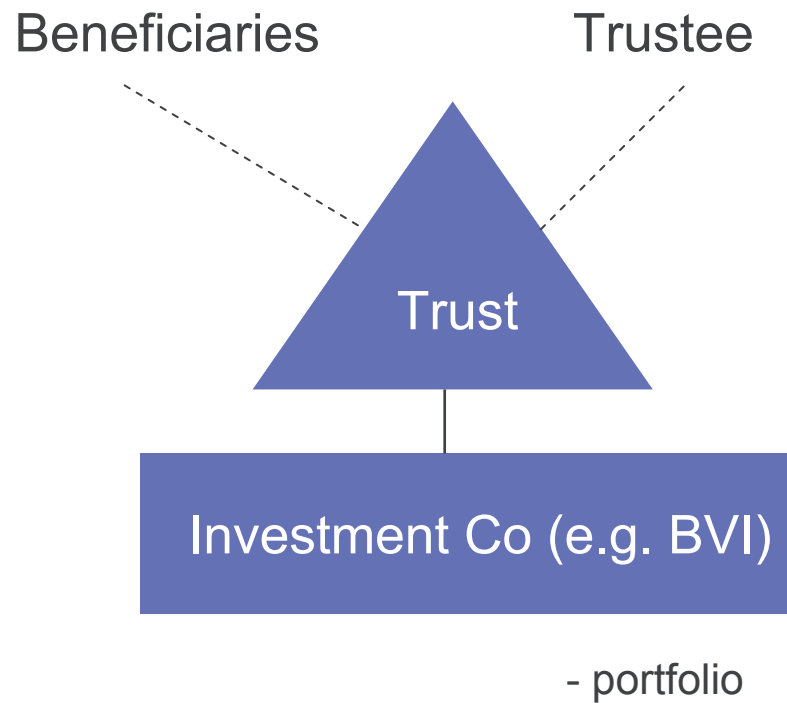 Beneficiaries
Trustee
Trust
Investment Co (e.g. BVI)
- portfolio